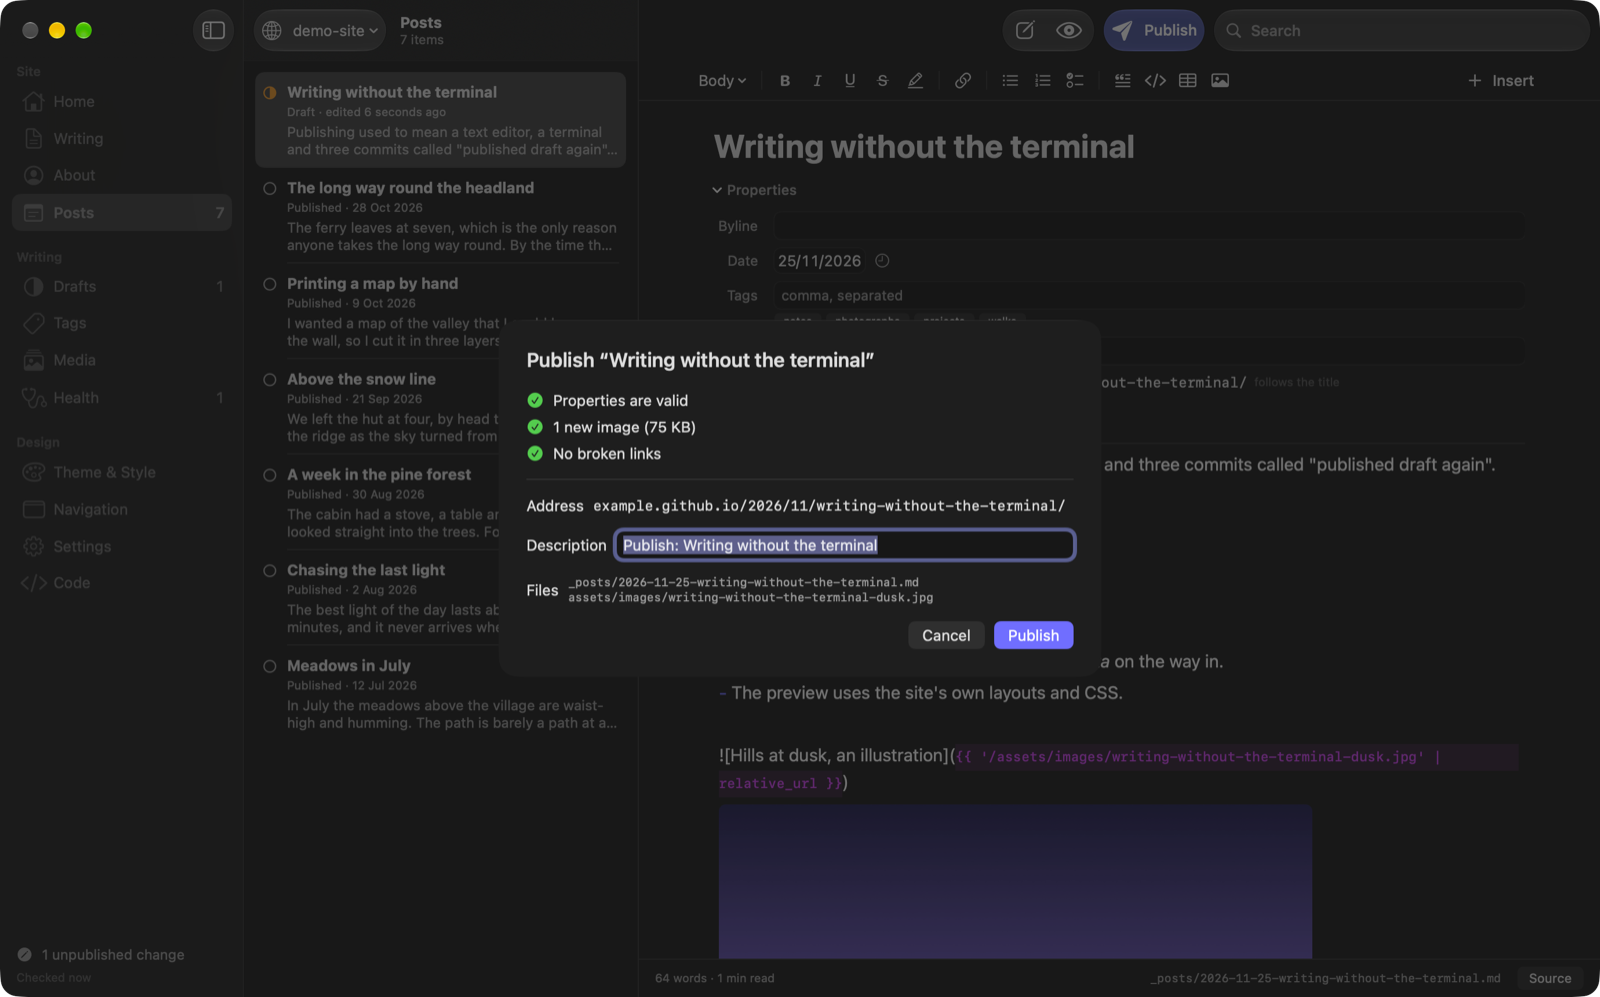 demo-site
Posts
7 items
Publish
Search
Site
Home
Writing
About
Posts
7
Writing
Drafts
1
Tags
Media
Health
1
Design
Theme & Style
Navigation
Settings
Code
1 unpublished change
Checked now
Writing without the terminal
Draft · edited 6 seconds ago
Publishing used to mean a text editor, a terminal
and three commits called "published draft again"...
The long way round the headland
Published · 28 Oct 2026
The ferry leaves at seven, which is the only reason
anyone takes the long way round. By the time th...
Printing a map by hand
Published · 9 Oct 2026
I wanted a map of the valley that I
the wall, so I cut it in three layers
Above the snow line
Published · 21 Sep 2026
We left the hut at four, by head
the ridge as the sky turned from
A week in the pine forest
Published · 30 Aug 2026
The cabin had a stove, a table
looked straight into the trees.
Chasing the last light
Published · 2 Aug 2026
The best light of the day lasts
minutes, and it never arrives
Meadows in July
Published · 12 Jul 2026
In July the meadows above the village are waist-
high and humming. The path is barely a path at a...
Body
B
I
U
S
Insert
Writing without the terminal
Properties
Byline
Date
25/11/2026
Tags
comma, separated
notes photography projects walks
out-the-terminal/ follows the title
and three commits called "published draft again".
a on the way in.
- The preview uses the site's own layouts and CSS.
![Hills at dusk, an illustration]({{ '/assets/images/writing-without-the-terminal-dusk.jpg' |
relative_url }})
64 words · 1 min read
_posts/2026-11-25-writing-without-the-terminal.md
Source
Publish “Writing without the terminal”
Properties are valid
1 new image (75 KB)
No broken links
Address example.github.io/2026/11/writing-without-the-terminal/
Description Publish: Writing without the terminal
Files _posts/2026-11-25-writing-without-the-terminal.md
assets/images/writing-without-the-terminal-dusk.jpg
Cancel
Publish